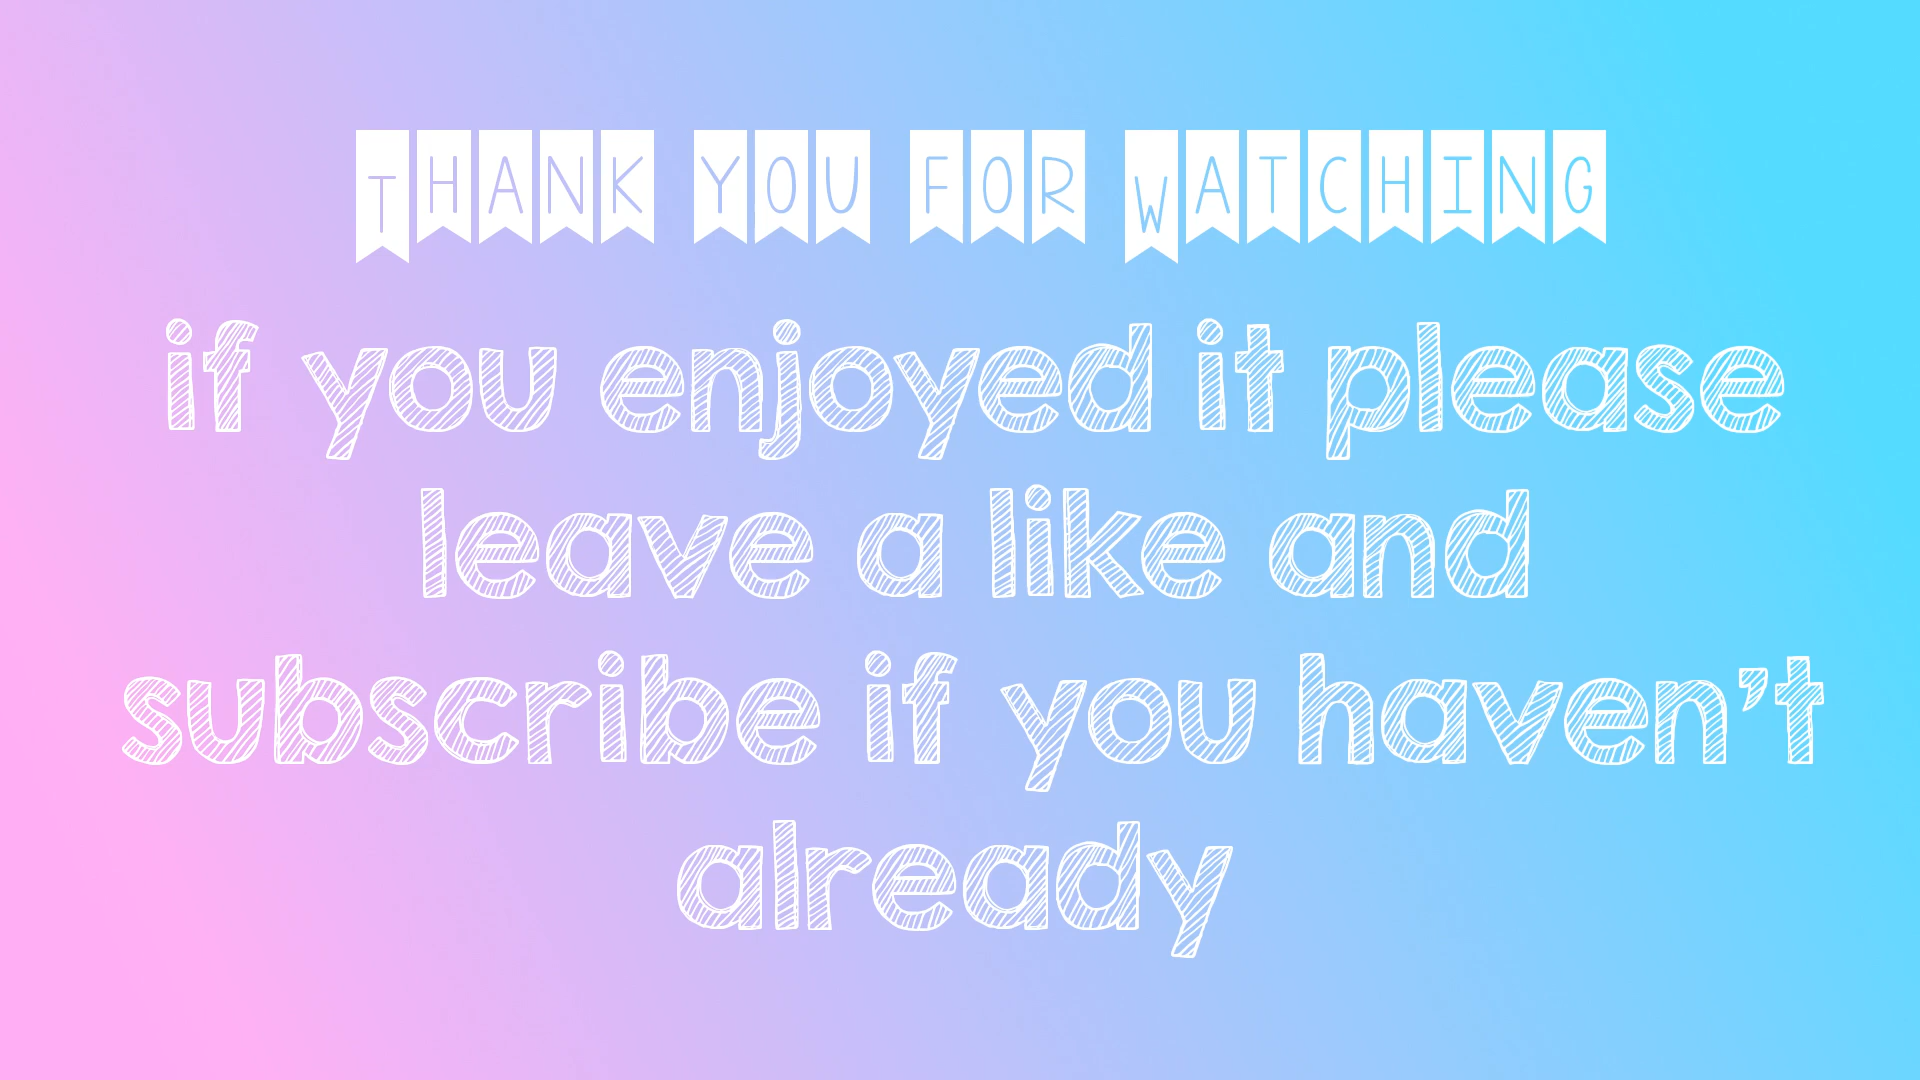 THANK YOU FOR WATCHING
if you enjoyed it please
leave a like and
subscribe if you haven't
already